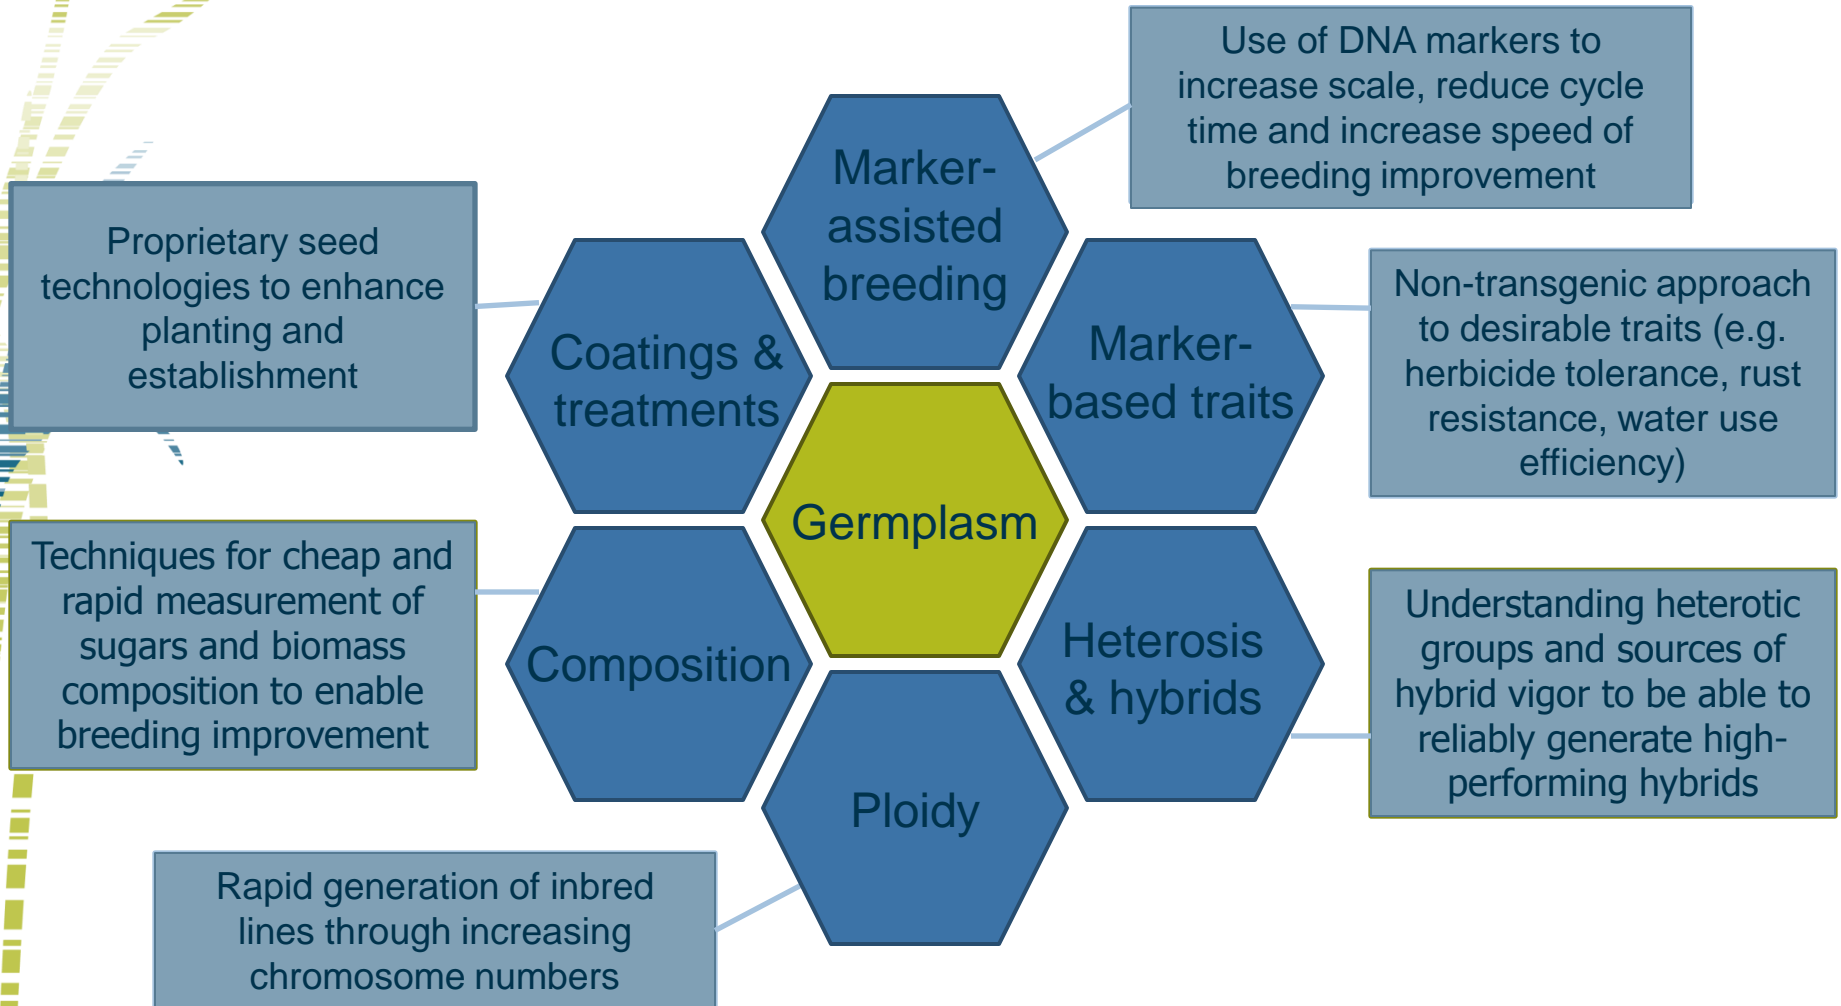 Use of DNA markers to
increase scale, reduce cycle
time and increase speed of
breeding improvement
Marker-
assisted
breeding
Proprietary seed
technologies to enhance
planting and
establishment
Coatings &
treatments
Marker-
based traits
Non-transgenic approach
to desirable traits (e.g.
herbicide tolerance, rust
resistance, water use
efficiency)
Germplasm
Techniques for cheap and
rapid measurement of
sugars and biomass
composition to enable
breeding improvement
Composition
Heterosis
& hybrids
Understanding heterotic
groups and sources of
hybrid vigor to be able to
reliably generate high-
performing hybrids
Ploidy
Rapid generation of inbred
lines through increasing
chromosome numbers